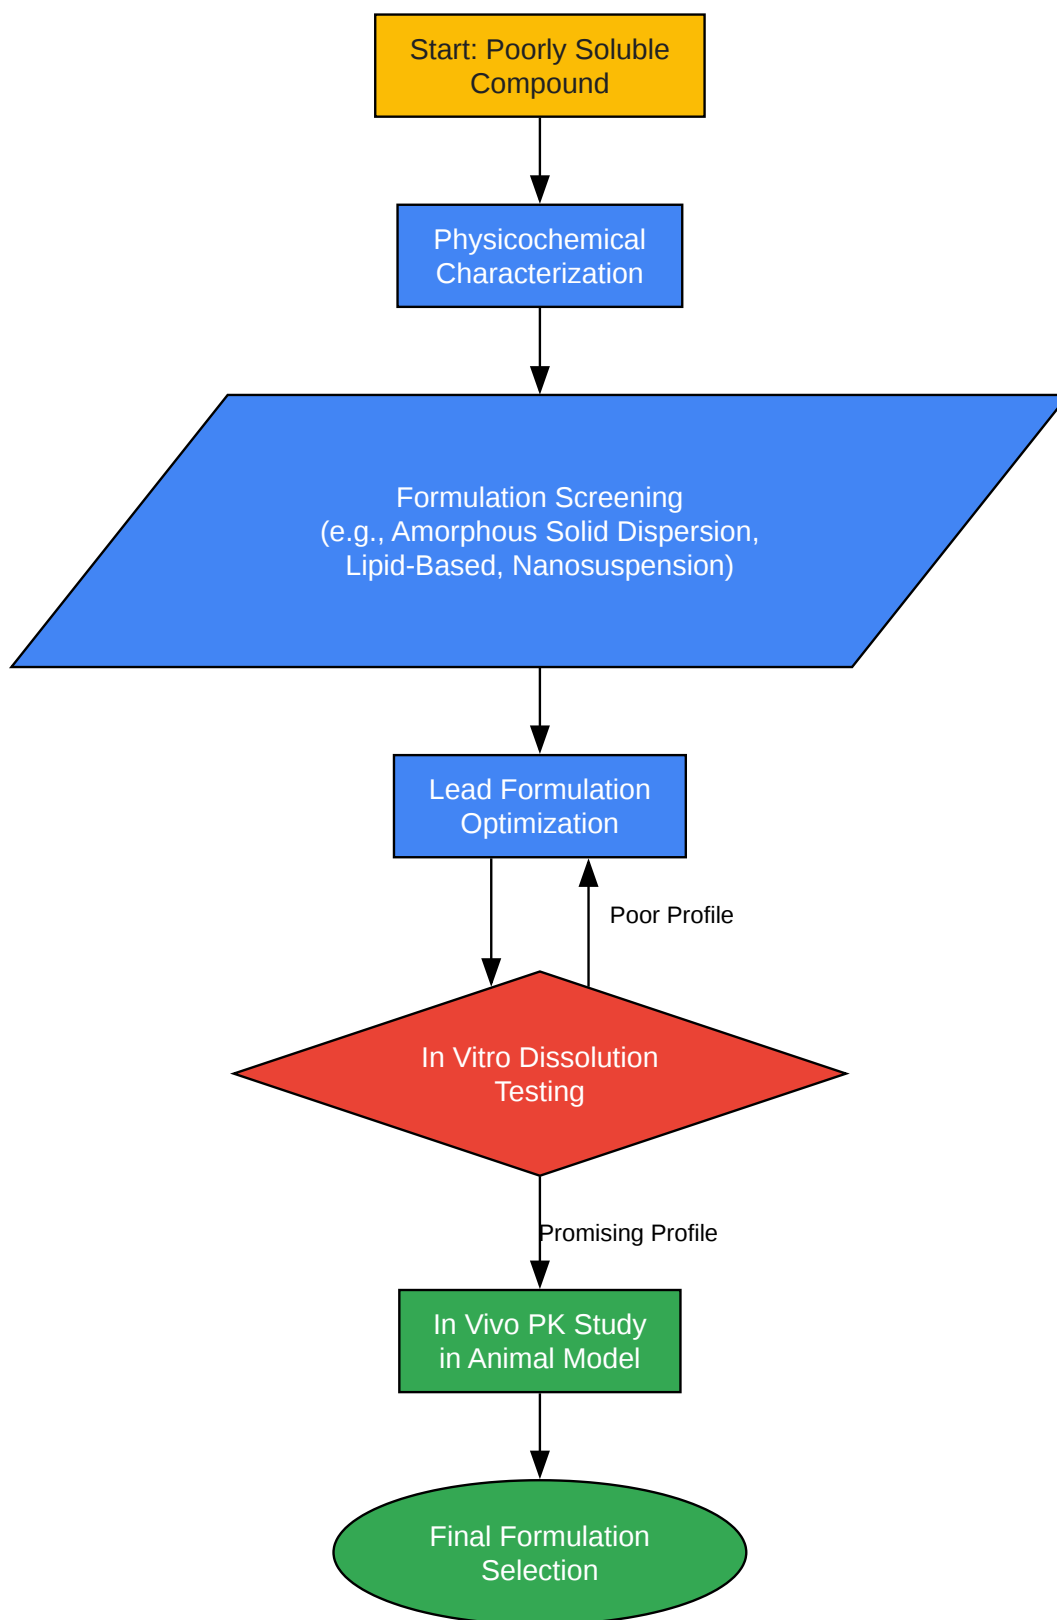 Start: Poorly Soluble
Compound
Physicochemical
Characterization
Formulation Screening
(e.g., Amorphous Solid Dispersion,
Lipid-Based, Nanosuspension)
Lead Formulation
Optimization
Poor Profile
In Vitro Dissolution
Testing
Promising Profile
In Vivo PK Study
in Animal Model
Final Formulation
Selection